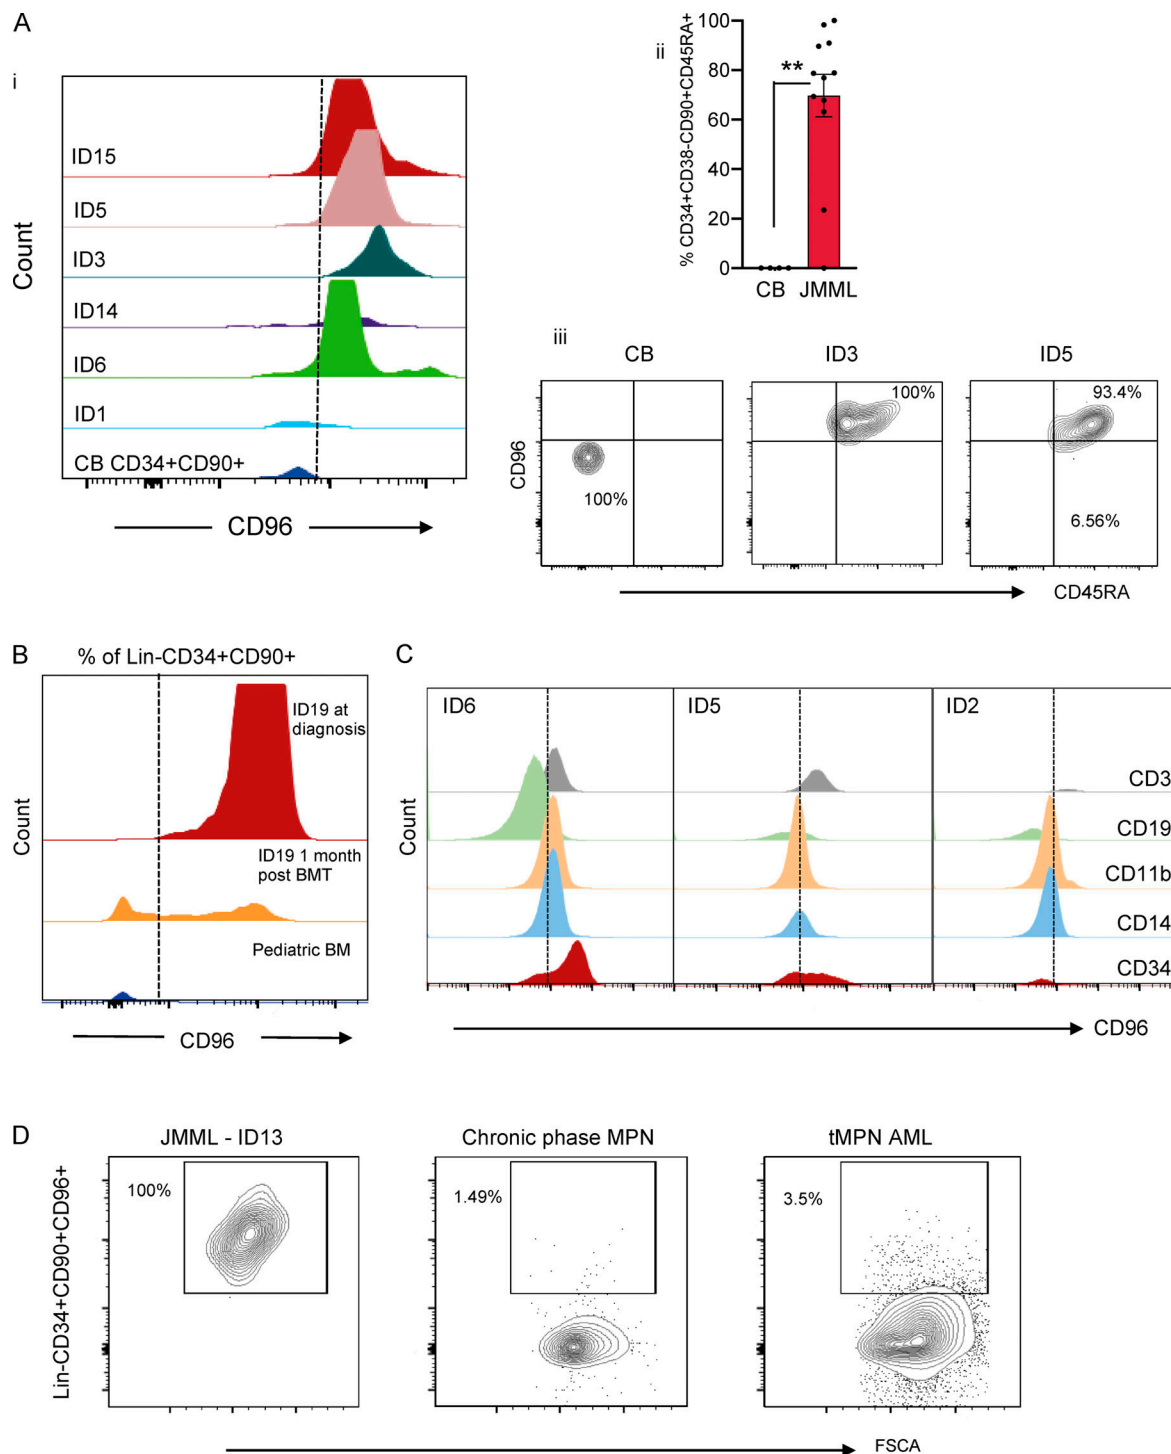 A
i
Count
ID15
ID5
ID3
ID14
ID6
ID1
CB CD34+CD90+
CD96
ii
% CD34+CD38-CD90+CD45RA+
100
80
60
40
20
0
**
CB JMML
iii
CB
ID3
ID5
CD96
100%
100%
93.4%
6.56%
CD45RA
B
% of Lin-CD34+CD90+
Count
ID19 at
diagnosis
ID19 1 month
post BMT
Pediatric BM
CD96
C
Count
ID6
ID5
ID2
CD3
CD19
CD11b
CD14
CD34
CD96
D
Lin-CD34+CD90+CD96+
JMML - ID13
Chronic phase MPN
tMPN AML
100%
1.49%
3.5%
FSCA